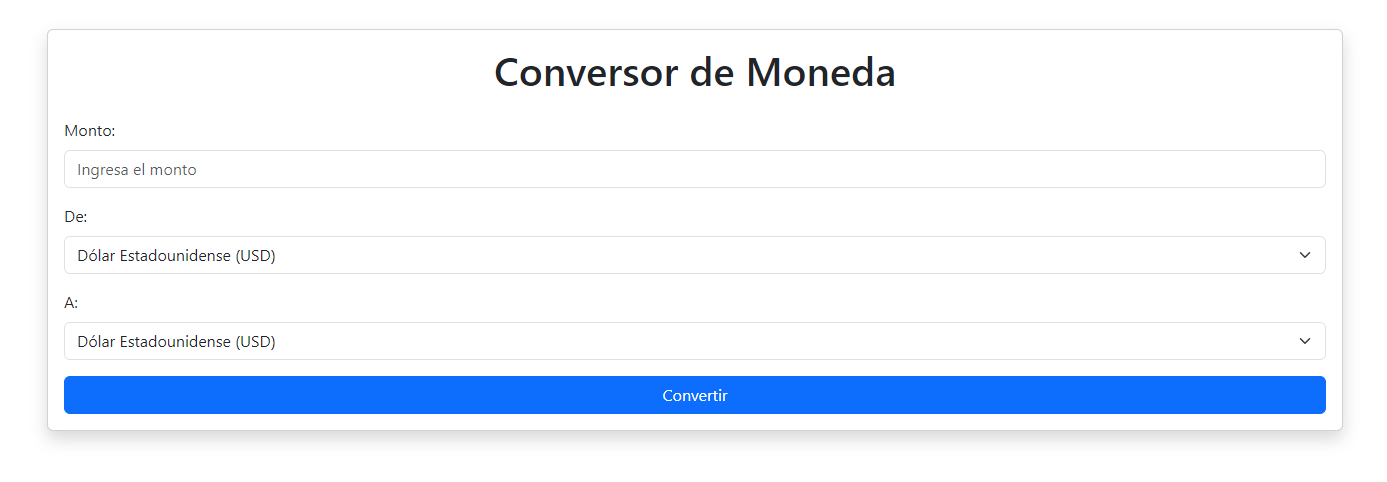 Conversor de Moneda
Monto:
Ingresa el monto
De:
Dólar Estadounidense (USD)
A:
Dólar Estadounidense (USD)
Convertir